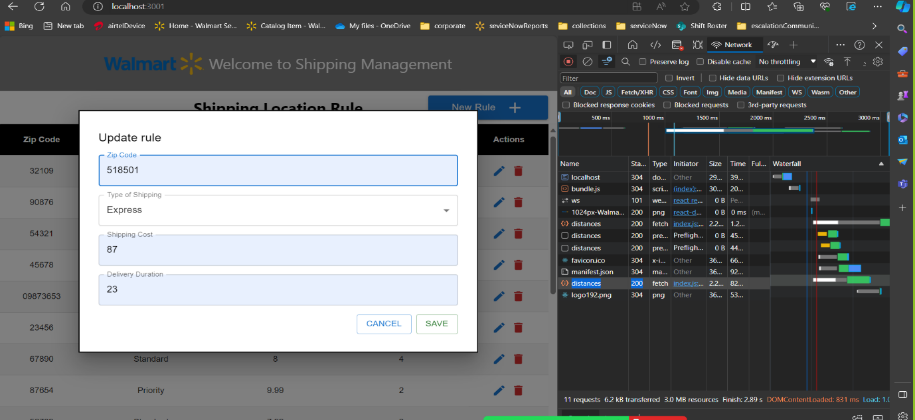 localhost:3001
Bing
New tab
airtelDevice
Home - Walmart Se...
Catalog Item - Wal...
My files - OneDrive
corporate
serviceNowReports
collections
serviceNow
Shift Roster
escalationCommuni...
Walmart Welcome to Shipping Management
Shipping Location Rule
New Rule +
Zip Code
Actions
32109
90876
54321
45678
09873653
23456
67890 Standard 8 4
87654 Priority 9.99 2
Update rule
Zip Code
518501
Type of Shipping
Express
Shipping Cost
87
Delivery Duration
23
CANCEL
SAVE
Network
Preserve log
Disable cache
No throttling
Filter
Invert
Hide data URLs
Hide extension URLs
All Doc JS Fetch/XHR CSS Font Img Media Manifest WS Wasm Other
Blocked response cookies
Blocked requests
3rd-party requests
500 ms 1000 ms 1500 ms 2000 ms 2500 ms 3000 ms
Name Sta... Type Initiator Size Time Ful... Waterfall
localhost 304 do... Other 29... 39...
bundle.js 304 scri... (index):... 30... 20...
ws 101 we... react re... 0 B Pe...
1024px-Walma... 200 png react-d... 0 B 0 ms (m...
distances 200 fetch index.js... 2.2... 1.2...
distances 200 pre... Prefligh... 0 B 45...
distances 200 pre... Prefligh... 0 B 44...
favicon.ico 304 x-i... Other 36... 66...
manifest.json 304 ma... Other 36... 92...
distances 200 fetch index.js... 2.2... 82...
logo192.png 304 png Other 36... 53...
11 requests 6.2 kB transferred 3.0 MB resources Finish: 2.89 s DOMContentLoaded: 831 ms Load: 1.0